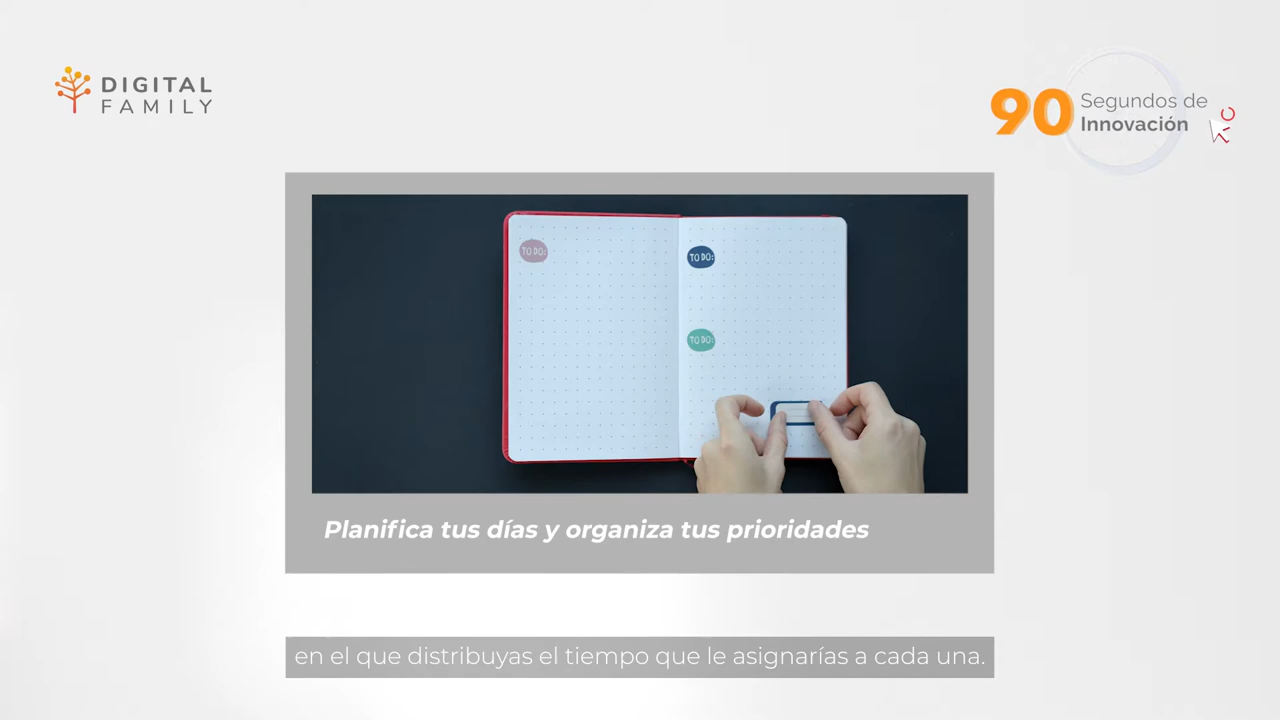 DIGITAL
FAMILY
90
Segundos de
Innovación
TO DO:
TO DO:
TO DO:
Planifica tus días y organiza tus prioridades
en el que distribuyas el tiempo que le asignarías a cada una.